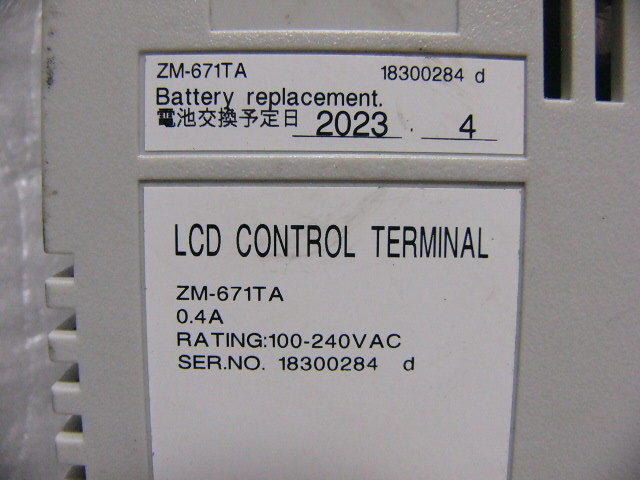 ZM-671TA 18300284 d
Battery replacement.
電池交換予定日 2023 . 4
LCD CONTROL TERMINAL
ZM-671TA
0.4A
RATING:100-240VAC
SER.NO. 18300284 d